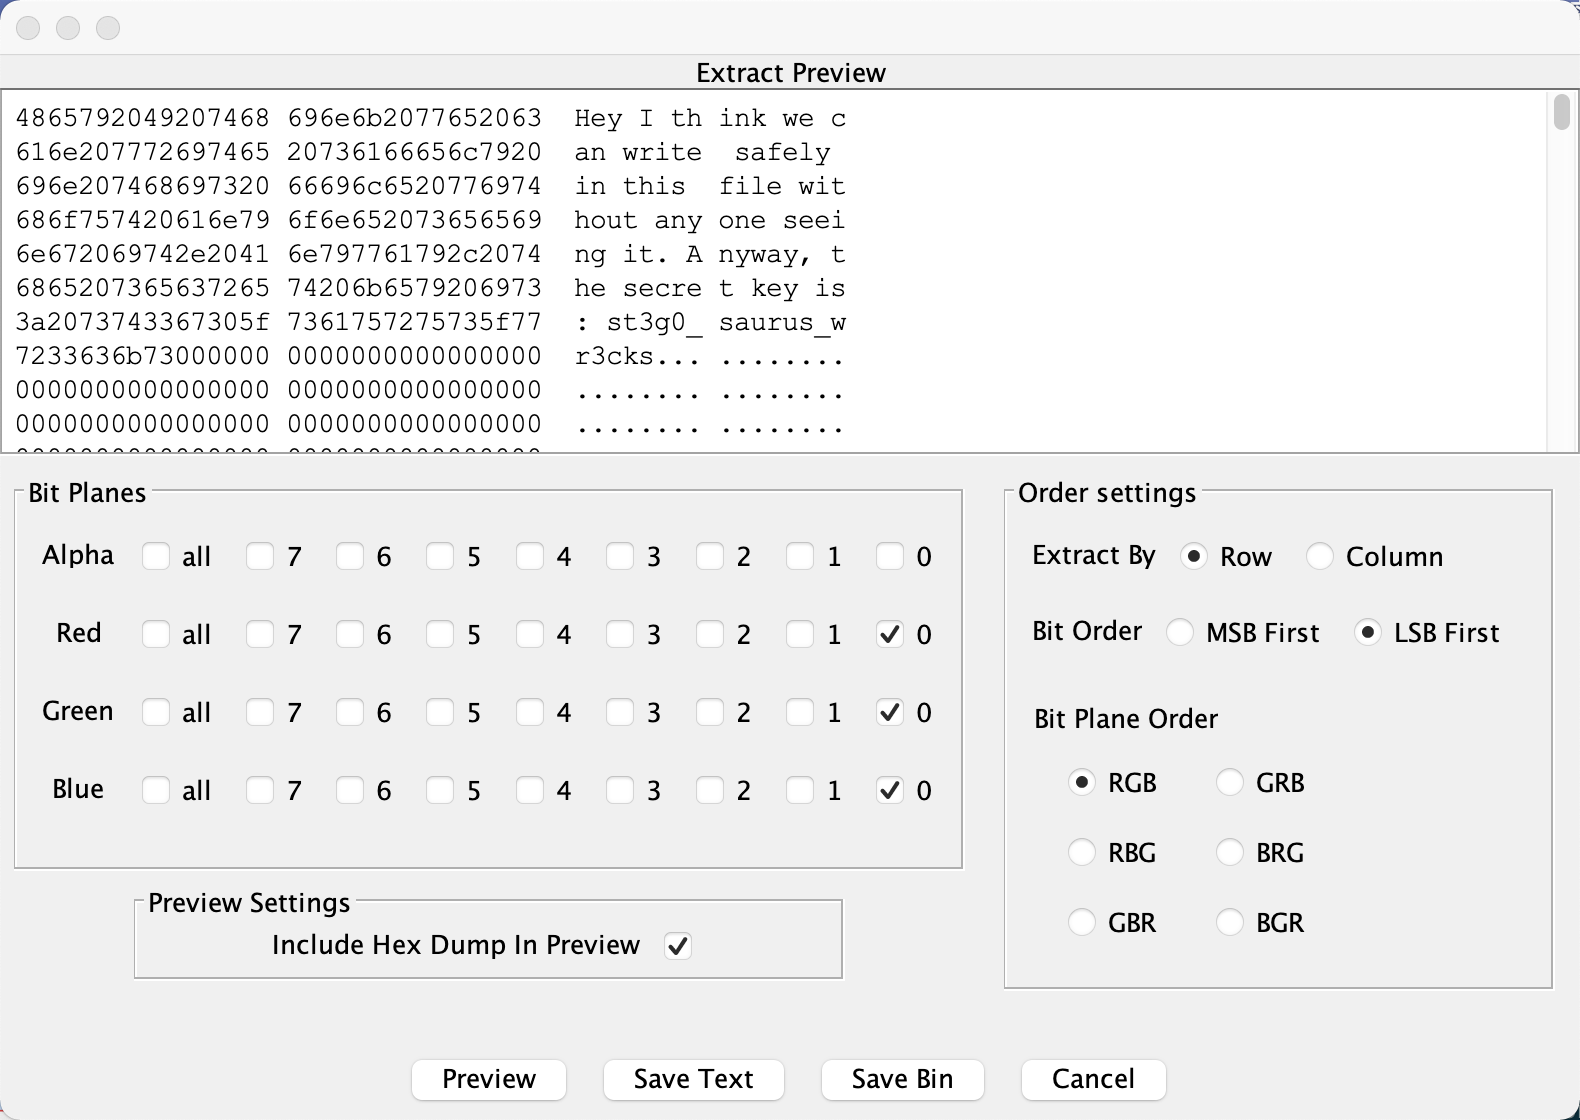 Extract Preview
4865792049207468 696e6b2077652063 Hey I th ink we c
616e207772697465 20736166656c7920 an write  safely
696e207468697320 66696c6520776974 in this  file wit
686f757420616e79 6f6e652073656569 hout any one seei
6e672069742e2041 6e797761792c2074 ng it. A nyway, t
6865207365637265 74206b6579206973 he secre t key is
3a2073743367305f 7361757275735f77 : st3g0_ saurus_w
7233636b73000000 0000000000000000 r3cks... ........
0000000000000000 0000000000000000 ........ ........
0000000000000000 0000000000000000 ........ ........
Bit Planes
Alpha all 7 6 5 4 3 2 1 0
Red all 7 6 5 4 3 2 1 0
Green all 7 6 5 4 3 2 1 0
Blue all 7 6 5 4 3 2 1 0
Preview Settings
Include Hex Dump In Preview
Order settings
Extract By Row Column
Bit Order MSB First LSB First
Bit Plane Order
RGB GRB
RBG BRG
GBR BGR
Preview Save Text Save Bin Cancel